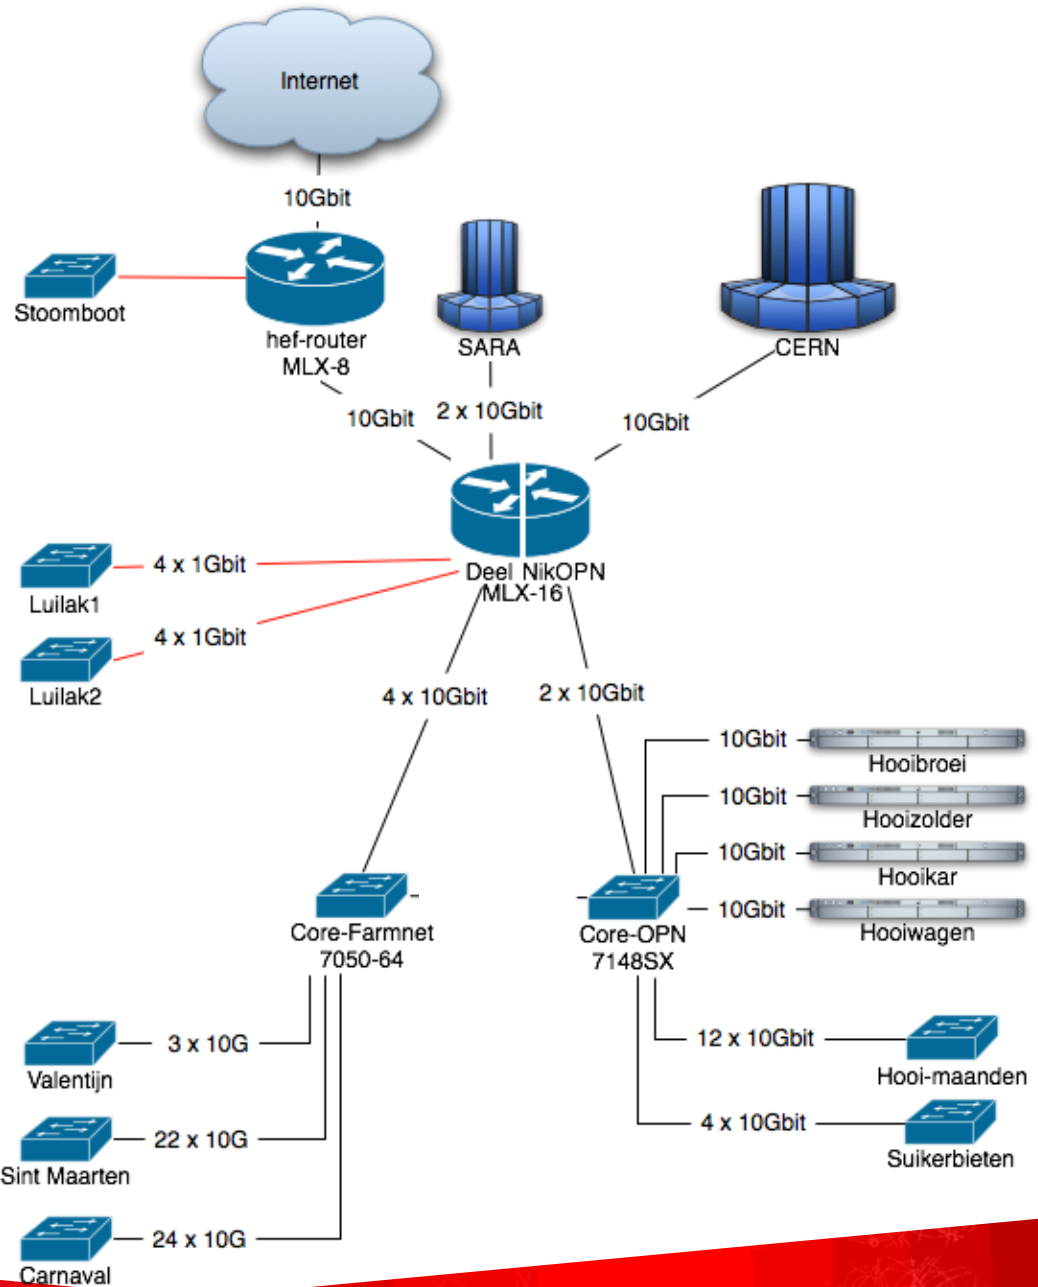 Internet
10Gbit
Stoomboot
hef-router
MLX-8
SARA
CERN
10Gbit
2 x 10Gbit
10Gbit
4 x 1Gbit
Luilak1
Deel NikOPN
MLX-16
4 x 1Gbit
Luilak2
4 x 10Gbit
2 x 10Gbit
10Gbit
Hooibroei
10Gbit
Hooizolder
10Gbit
Hooikar
10Gbit
Hooiwagen
Core-Farmnet
7050-64
Core-OPN
7148SX
3 x 10G
Valentijn
12 x 10Gbit
Hooi-maanden
22 x 10G
Sint Maarten
4 x 10Gbit
Suikerbieten
24 x 10G
Carnaval